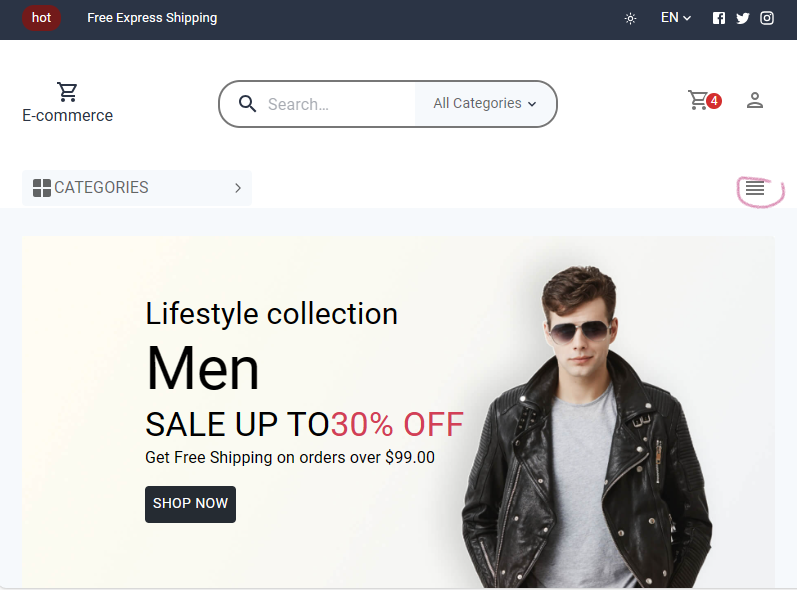 hot
Free Express Shipping
EN
E-commerce
Search…
All Categories
4
CATEGORIES
Lifestyle collection
Men
SALE UP TO30% OFF
Get Free Shipping on orders over $99.00
SHOP NOW